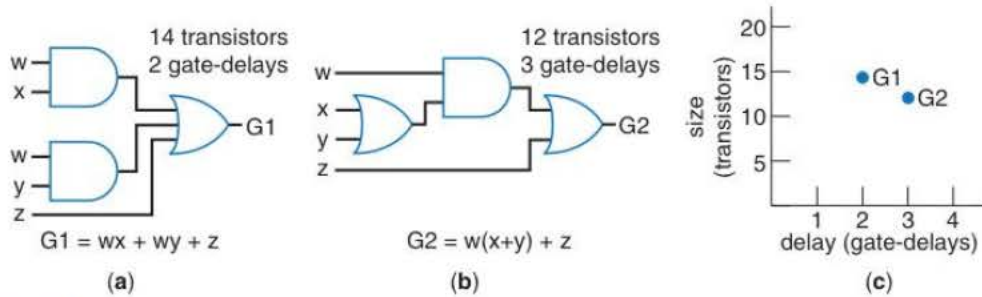 14 transistors
2 gate-delays
w
x
w
y
z
G1
G1 = wx + wy + z
(a)
12 transistors
3 gate-delays
w
x
y
z
G2
G2 = w(x+y) + z
(b)
20
15
10
5
size
(transistors)
G1
G2
1 2 3 4
delay (gate-delays)
(c)